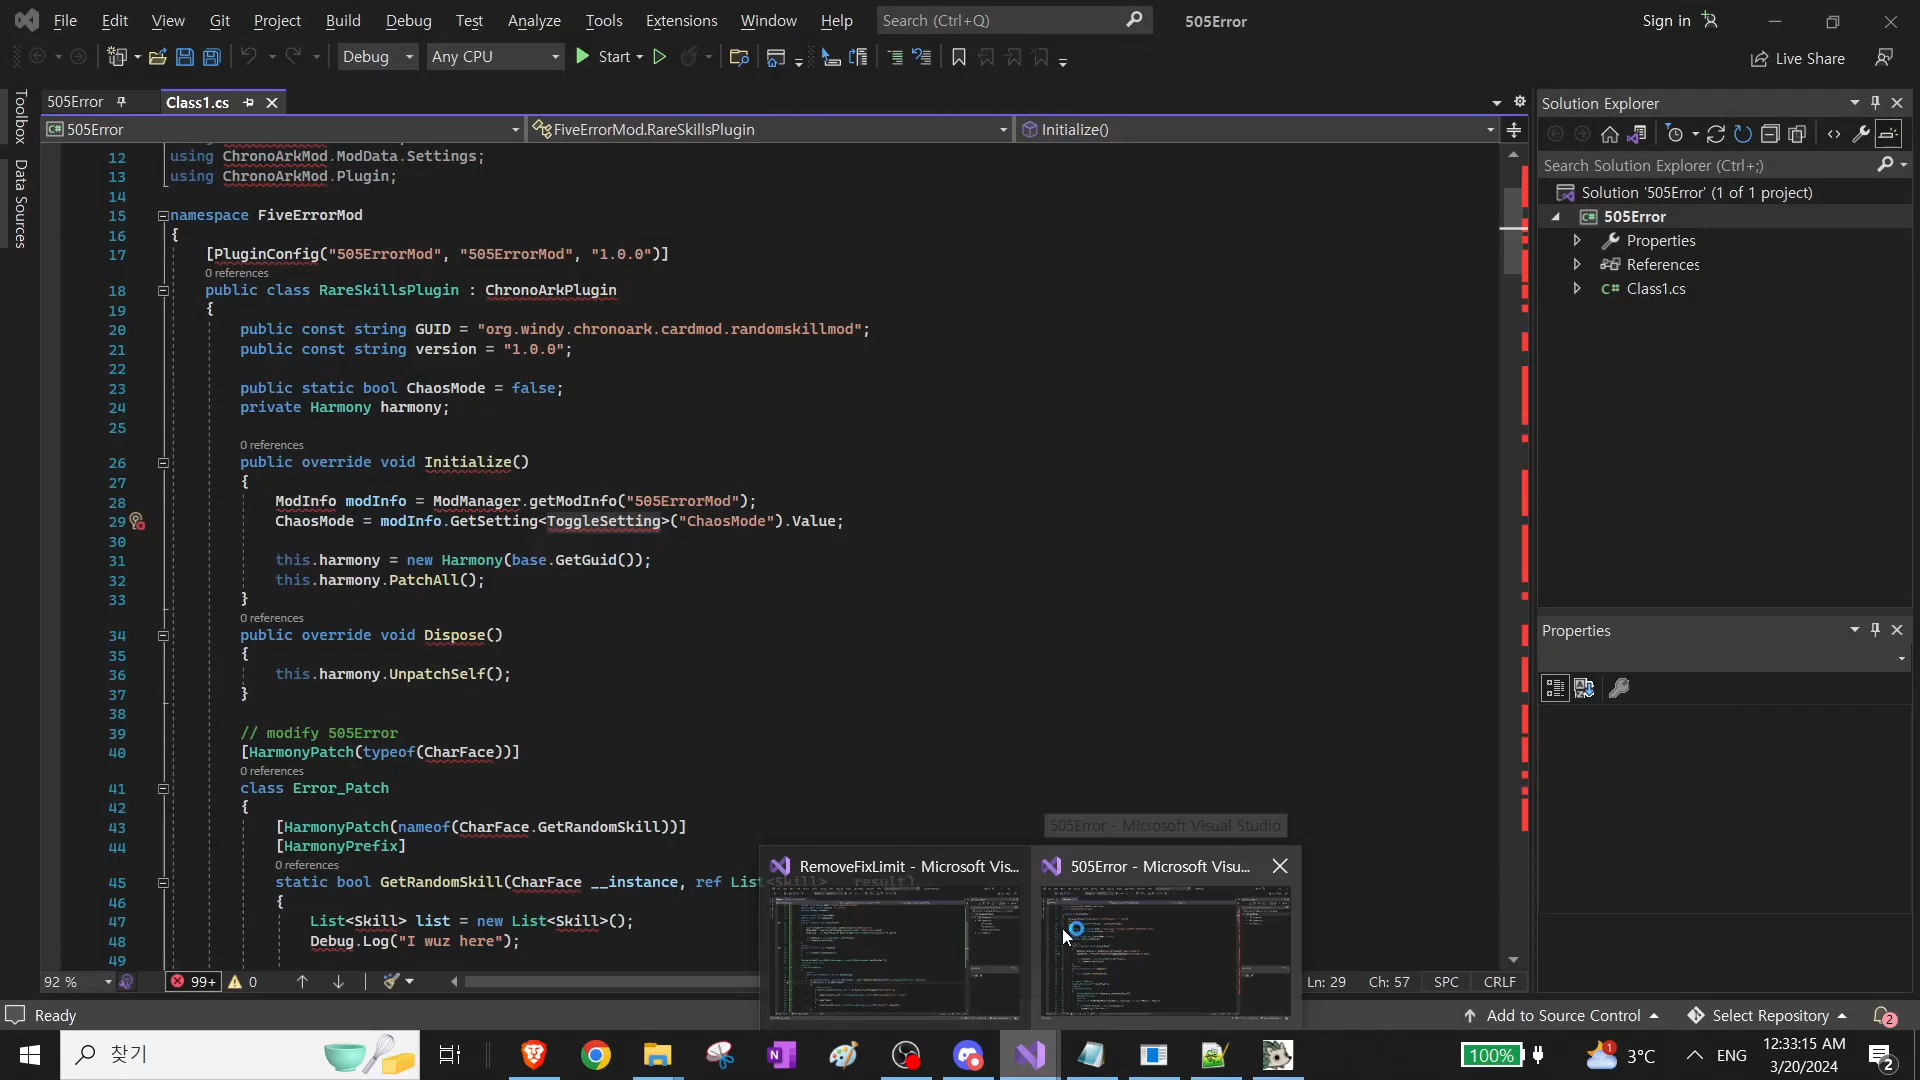 File Edit View Git Project Build Debug Test Analyze Tools Extensions Window Help Search (Ctrl+Q) 505Error Sign in
Debug Any CPU Start Live Share
Toolbox
Data Sources
505Error Class1.cs
505Error FiveErrorMod.RareSkillsPlugin Initialize()
12 using ChronoArkMod.ModData.Settings;
13 using ChronoArkMod.Plugin;
14
15 namespace FiveErrorMod
16 {
17 [PluginConfig("505ErrorMod", "505ErrorMod", "1.0.0")]
0 references
18 public class RareSkillsPlugin : ChronoArkPlugin
19 {
20 public const string GUID = "org.windy.chronoark.cardmod.randomskillmod";
21 public const string version = "1.0.0";
22
23 public static bool ChaosMode = false;
24 private Harmony harmony;
25
0 references
26 public override void Initialize()
27 {
28 ModInfo modInfo = ModManager.getModInfo("505ErrorMod");
29 ChaosMode = modInfo.GetSetting<ToggleSetting>("ChaosMode").Value;
30
31 this.harmony = new Harmony(base.GetGuid());
32 this.harmony.PatchAll();
33 }
0 references
34 public override void Dispose()
35 {
36 this.harmony.UnpatchSelf();
37 }
38
39 // modify 505Error
40 [HarmonyPatch(typeof(CharFace))]
0 references
41 class Error_Patch
42 {
43 [HarmonyPatch(nameof(CharFace.GetRandomSkill))]
44 [HarmonyPrefix]
0 references
45 static bool GetRandomSkill(CharFace __instance, ref List<Skill> __result)
46 {
47 List<Skill> list = new List<Skill>();
48 Debug.Log("I wuz here");
49
92 % 99+ 0 Ln: 29 Ch: 57 SPC CRLF
Solution Explorer
Search Solution Explorer (Ctrl+;)
Solution '505Error' (1 of 1 project)
505Error
Properties
References
C# Class1.cs
Properties
505Error - Microsoft Visual Studio
RemoveFixLimit - Microsoft Vis...
505Error - Microsoft Visu...
Ready Add to Source Control Select Repository 2
찾기 100% 1 3°C ENG 12:33:15 AM
3/20/2024 2